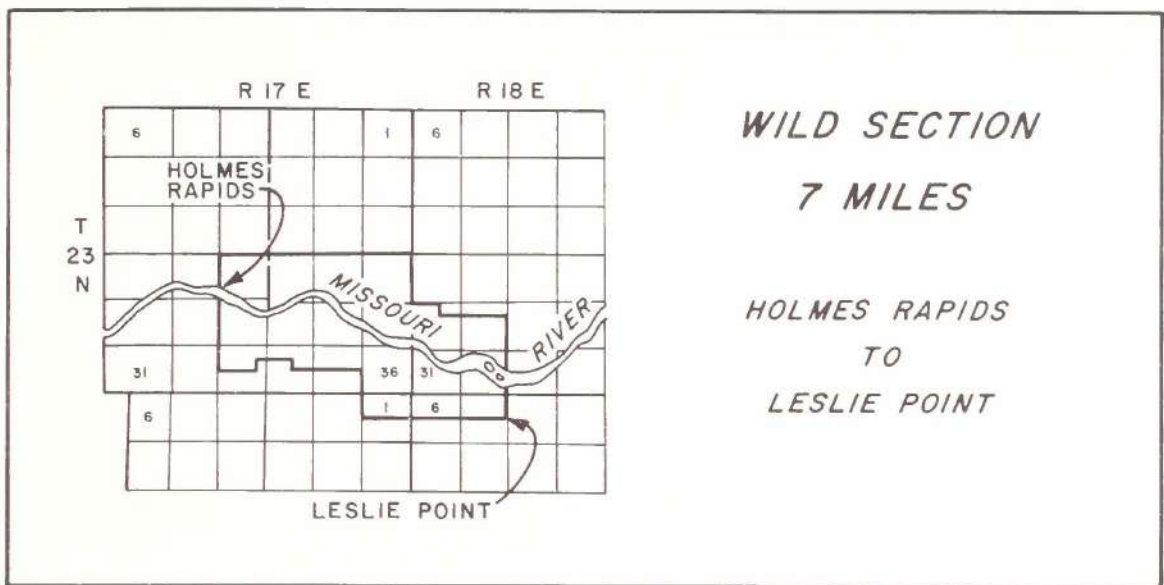 R 17 E
R 18 E
6
1
6
HOLMES
RAPIDS
T
23
N
MISSOURI
RIVER
31
36
31
6
1
6
LESLIE POINT
WILD SECTION
7 MILES
HOLMES RAPIDS
TO
LESLIE POINT